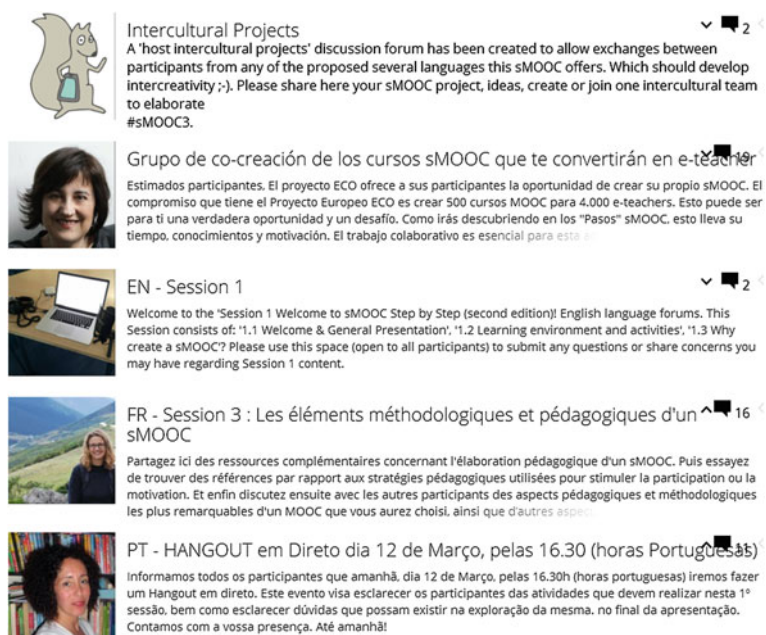 Intercultural Projects
2
A 'host intercultural projects' discussion forum has been created to allow exchanges between
participants from any of the proposed several languages this sMOOC offers. Which should develop
intercreativity ;-). Please share here your sMOOC project, ideas, create or join one intercultural team
to elaborate
#sMOOC3.
Grupo de co-creación de los cursos sMOOC que te convertirán en e-teacher
19
Estimados participantes, El proyecto ECO ofrece a sus participantes la oportunidad de crear su propio sMOOC. El
compromiso que tiene el Proyecto Europeo ECO es crear 500 cursos MOOC para 4.000 e-teachers. Esto puede ser
para ti una verdadera oportunidad y un desafío. Como irás descubriendo en los "Pasos" sMOOC, esto lleva su
tiempo, conocimientos y motivación. El trabajo colaborativo es esencial para esta
EN - Session 1
2
Welcome to the 'Session 1 Welcome to sMOOC Step by Step (second edition)! English language forums. This
Session consists of: '1.1 Welcome & General Presentation', '1.2 Learning environment and activities', '1.3 Why
create a sMOOC'? Please use this space (open to all participants) to submit any questions or share concerns you
may have regarding Session 1 content.
FR - Session 3 : Les éléments méthodologiques et pédagogiques d'un
16
sMOOC
Partagez ici des ressources complémentaires concernant l'élaboration pédagogique d'un sMOOC. Puis essayez
de trouver des références par rapport aux stratégies pédagogiques utilisées pour stimuler la participation ou la
motivation. Et enfin discutez ensuite avec les autres participants des aspects pédagogiques et méthodologiques
les plus remarquables d'un MOOC que vous aurez choisi, ainsi que d'autres aspect
PT - HANGOUT em Direto dia 12 de Março, pelas 16.30 (horas Portuguesas)
11
Informamos todos os participantes que amanhã, dia 12 de Março, pelas 16.30h (horas portuguesas) iremos fazer
um Hangout em direto. Este evento visa esclarecer os participantes das atividades que devem realizar nesta 1º
sessão, bem como esclarecer dúvidas que possam existir na exploração da mesma. no final da apresentação.
Contamos com a vossa presença. Até amanhã!